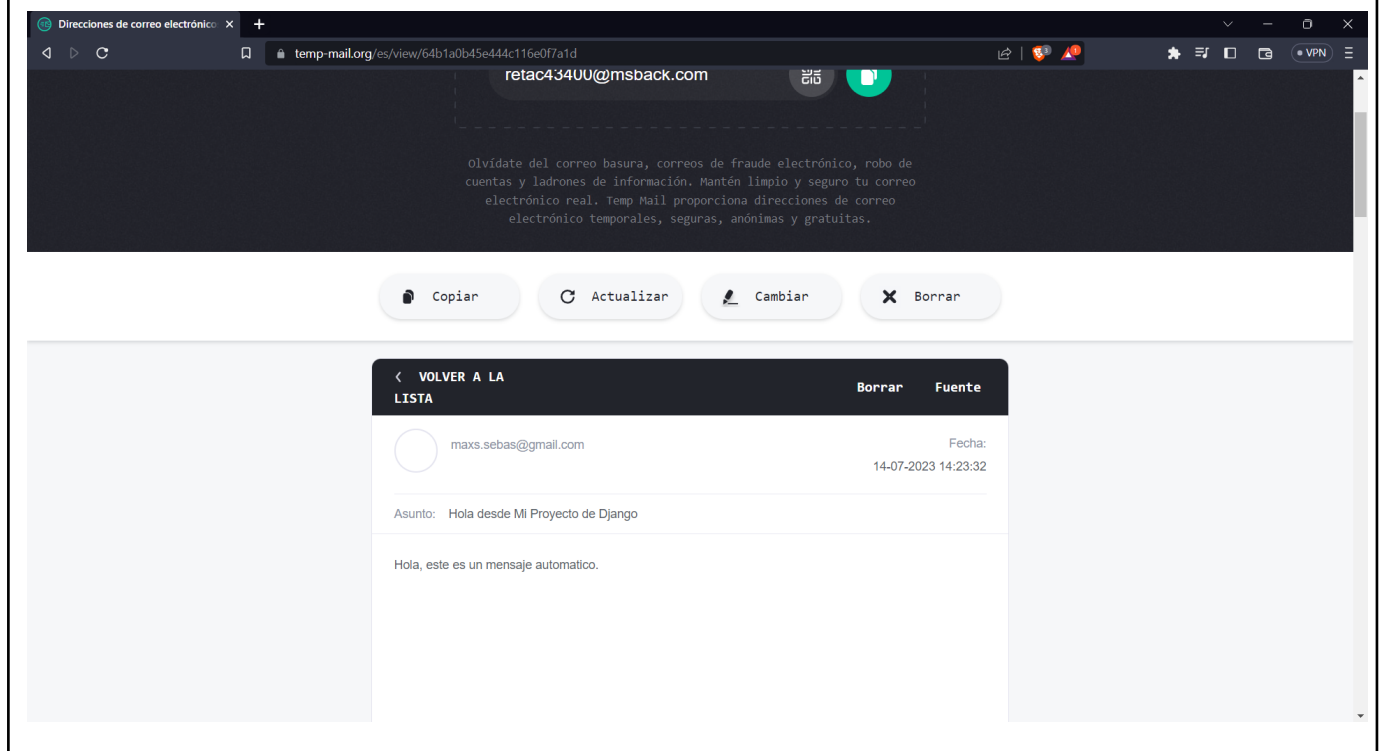 Direcciones de correo electrónico
temp-mail.org/es/view/64b1a0b45e444c116e0f7a1d
3
1
VPN
retac43400@msback.com
Olvídate del correo basura, correos de fraude electrónico, robo de
cuentas y ladrones de información. Mantén limpio y seguro tu correo
electrónico real. Temp Mail proporciona direcciones de correo
electrónico temporales, seguras, anónimas y gratuitas.
Copiar
Actualizar
Cambiar
Borrar
VOLVER A LA
LISTA
Borrar
Fuente
maxs.sebas@gmail.com
Fecha:
14-07-2023 14:23:32
Asunto: Hola desde Mi Proyecto de Django
Hola, este es un mensaje automatico.